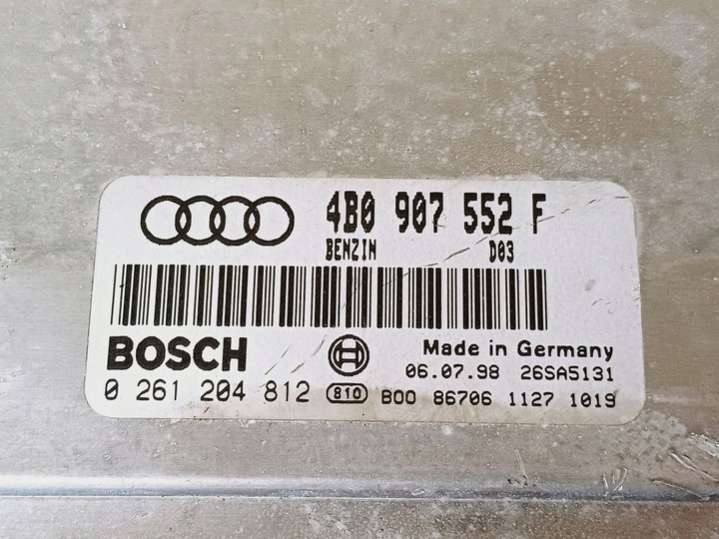 4B0 907 552 F
BENZIN D03
BOSCH
Made in Germany
06.07.98 26SA5131
0 261 204 812 810 B00 86706 1127 1019